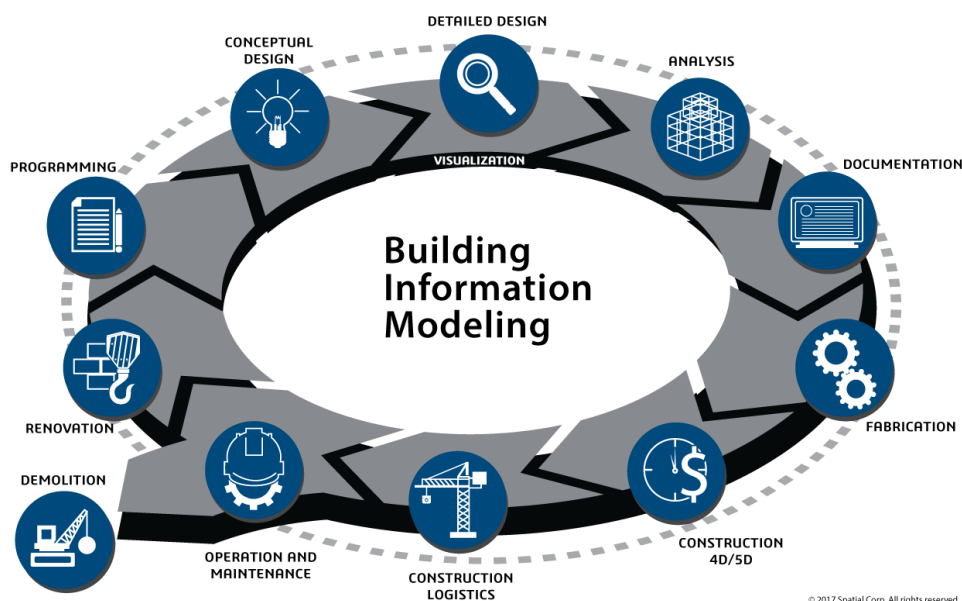 DETAILED DESIGN
CONCEPTUAL
DESIGN
ANALYSIS
PROGRAMMING
VISUALIZATION
DOCUMENTATION
Building
Information
Modeling
RENOVATION
FABRICATION
DEMOLITION
$
OPERATION AND
MAINTENANCE
CONSTRUCTION
LOGISTICS
CONSTRUCTION
4D/5D
© 2017 Spatial Corp. All rights reserved